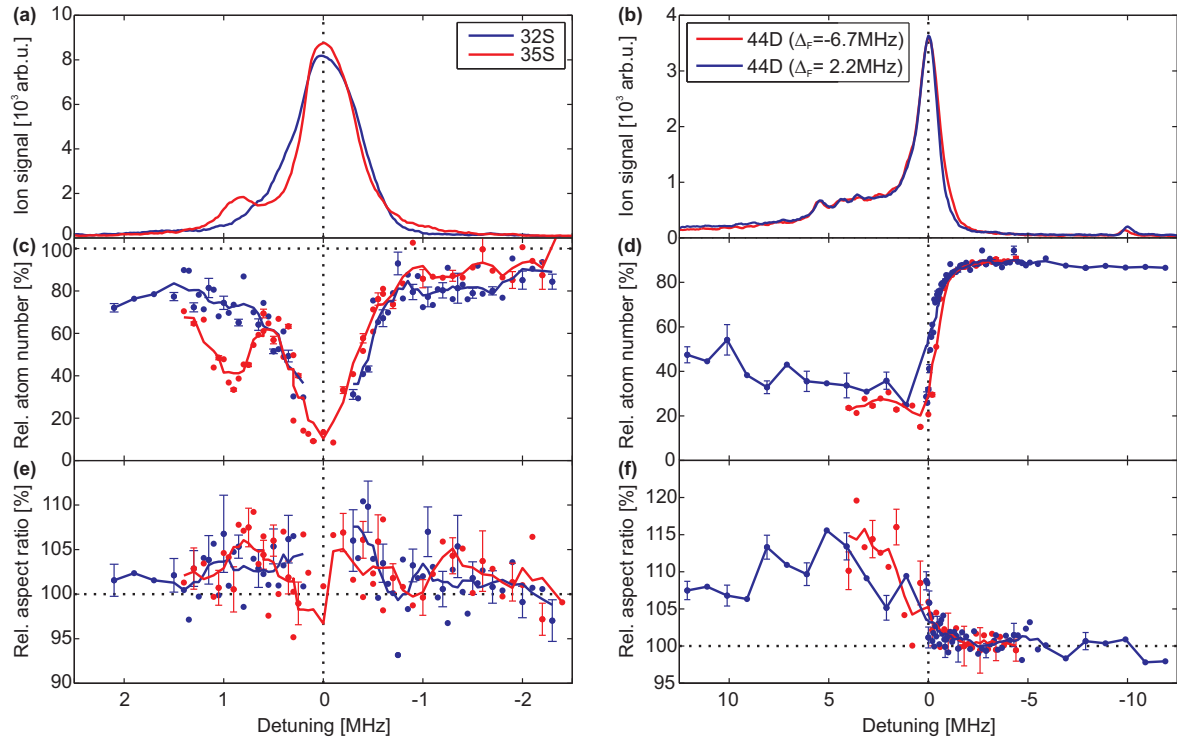 (a)
32S
35S
Ion signal [10³ arb.u.]
10
8
6
4
2
0
(b)
44D (Δ_F=-6.7MHz)
44D (Δ_F= 2.2MHz)
Ion signal [10³ arb.u.]
4
3
2
1
0
(c)
Rel. atom number [%]
100
80
60
40
20
0
(d)
Rel. atom number [%]
80
60
40
20
0
(e)
Rel. aspect ratio [%]
110
105
100
95
90
2
1
0
-1
-2
Detuning [MHz]
(f)
Rel. aspect ratio [%]
120
115
110
105
100
95
10
5
0
-5
-10
Detuning [MHz]